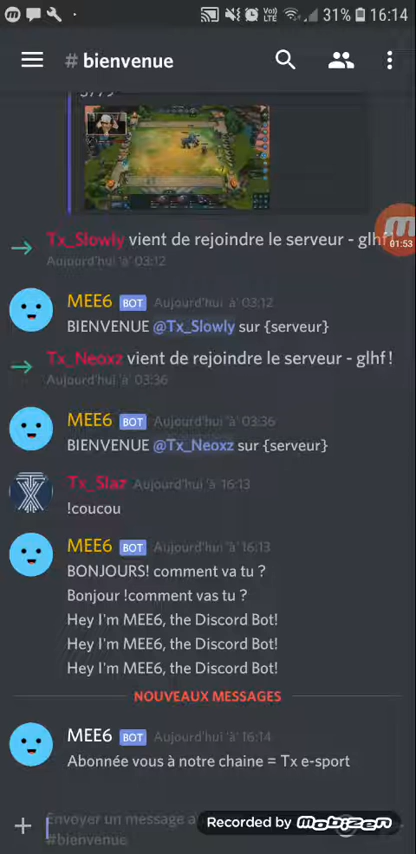 31% 16:14
# bienvenue
Tx_Slowly vient de rejoindre le serveur - glhf!
Aujourd'hui 'à' 03:12
01:53
MEE6 BOT Aujourd'hui 'à' 03:12
BIENVENUE @Tx_Slowly sur {serveur}
Tx_Neoxz vient de rejoindre le serveur - glhf!
Aujourd'hui 'à' 03:36
MEE6 BOT Aujourd'hui 'à' 03:36
BIENVENUE @Tx_Neoxz sur {serveur}
Tx_Slaz Aujourd'hui 'à' 16:13
!coucou
MEE6 BOT Aujourd'hui 'à' 16:13
BONJOURS! comment va tu ?
Bonjour !comment vas tu ?
Hey I'm MEE6, the Discord Bot!
Hey I'm MEE6, the Discord Bot!
Hey I'm MEE6, the Discord Bot!
NOUVEAUX MESSAGES
MEE6 BOT Aujourd'hui 'à' 16:14
Abonnée vous à notre chaine = Tx e-sport
Envoyer un message à
#bienvenue
Recorded by mobizen